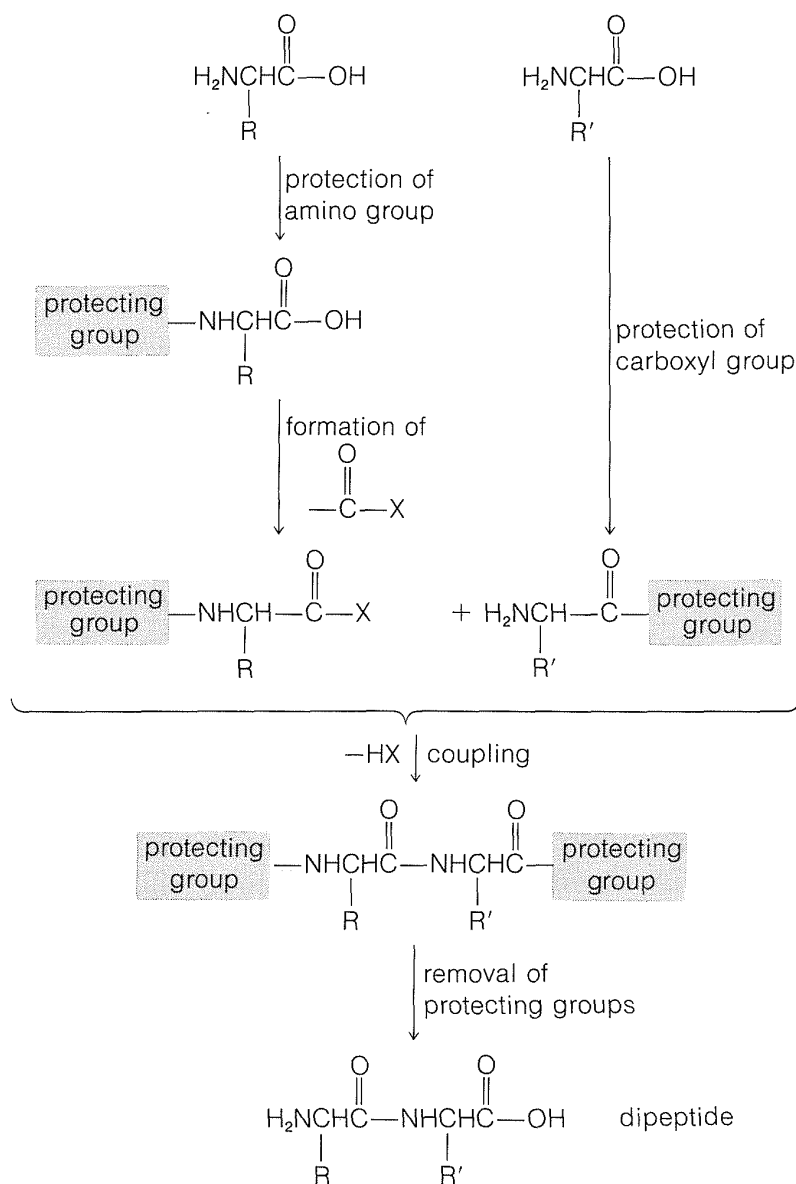 O O
H₂NCHC—OH H₂NCHC—OH
R R′
protection of
amino group
O
protecting
group —NHCHC—OH
R
protection of
carboxyl group
formation of
O
—C—X
O O
protecting
group —NHCH—C—X + H₂NCH—C— protecting
group
R R′
—HX coupling
O O
protecting
group —NHCHC—NHCHC— protecting
group
R R′
removal of
protecting groups
O O
H₂NCHC—NHCHC—OH dipeptide
R R′